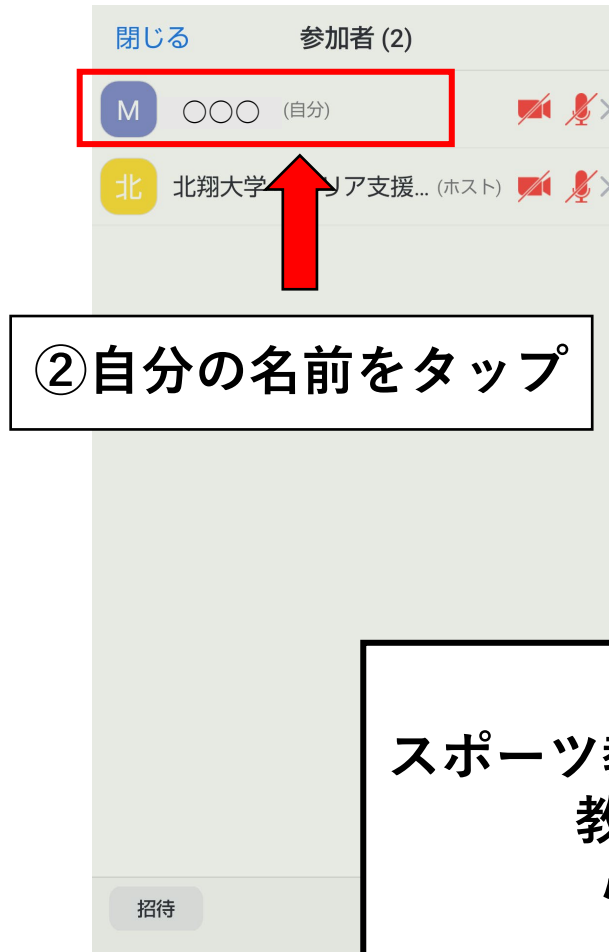 閉じる 参加者 (2)
M ○○○ (自分)
北 北翔大学 リア支援... (ホスト)
②自分の名前をタップ
スポーツ
招待